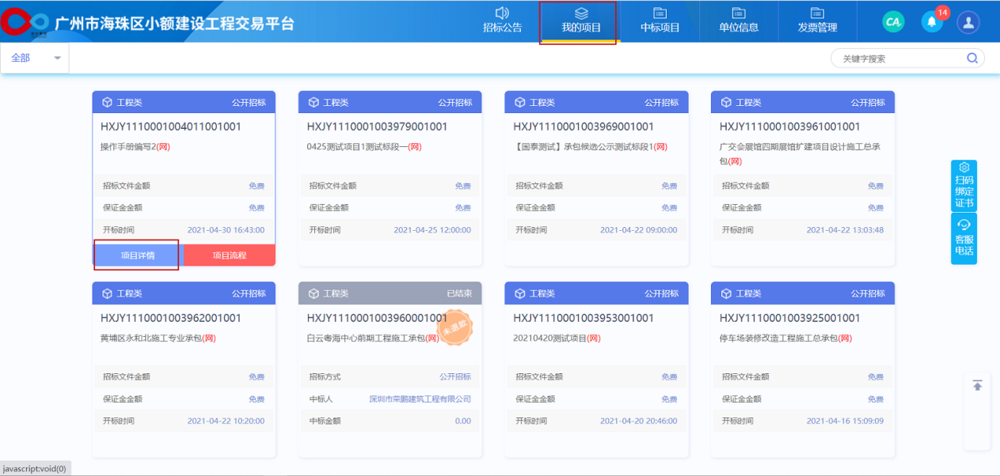 广州市海珠区小额建设工程交易平台
招标公告
我的项目
中标项目
单位信息
发票管理
CA
14
全部
关键字搜索
工程类 公开招标
HXJY1110001004011001001
操作手册编写2(网)
招标文件金额 免费
保证金金额 免费
开标时间 2021-04-30 16:43:00
项目详情 项目流程
工程类 公开招标
HXJY1110001003979001001
0425测试项目1测试标段一(网)
招标文件金额 免费
保证金金额 免费
开标时间 2021-04-25 12:00:00
工程类 公开招标
HXJY1110001003969001001
【国泰测试】承包候选公示测试标段1(网)
招标文件金额 免费
保证金金额 免费
开标时间 2021-04-22 09:00:00
工程类 公开招标
HXJY1110001003961001001
广交会展馆四期展馆扩建项目设计施工总承
包(网)
招标文件金额 免费
保证金金额 免费
开标时间 2021-04-22 13:03:48
扫码
绑定
证书
客服
电话
工程类 公开招标
HXJY1110001003962001001
黄埔区永和北施工专业承包(网)
招标文件金额 免费
保证金金额 免费
开标时间 2021-04-22 10:20:00
工程类 已结束
HXJY1110001003960001001
白云粤海中心前期工程施工承包(网)
未退款
招标方式 公开招标
中标人 深圳市荣鹏建筑工程有限公司
中标金额 0.00
工程类 公开招标
HXJY1110001003953001001
20210420测试项目(网)
招标文件金额 免费
保证金金额 免费
开标时间 2021-04-20 20:46:00
工程类 公开招标
HXJY1110001003925001001
停车场装修改造工程施工总承包(网)
招标文件金额 免费
保证金金额 免费
开标时间 2021-04-16 15:09:09
javascript:void(0)